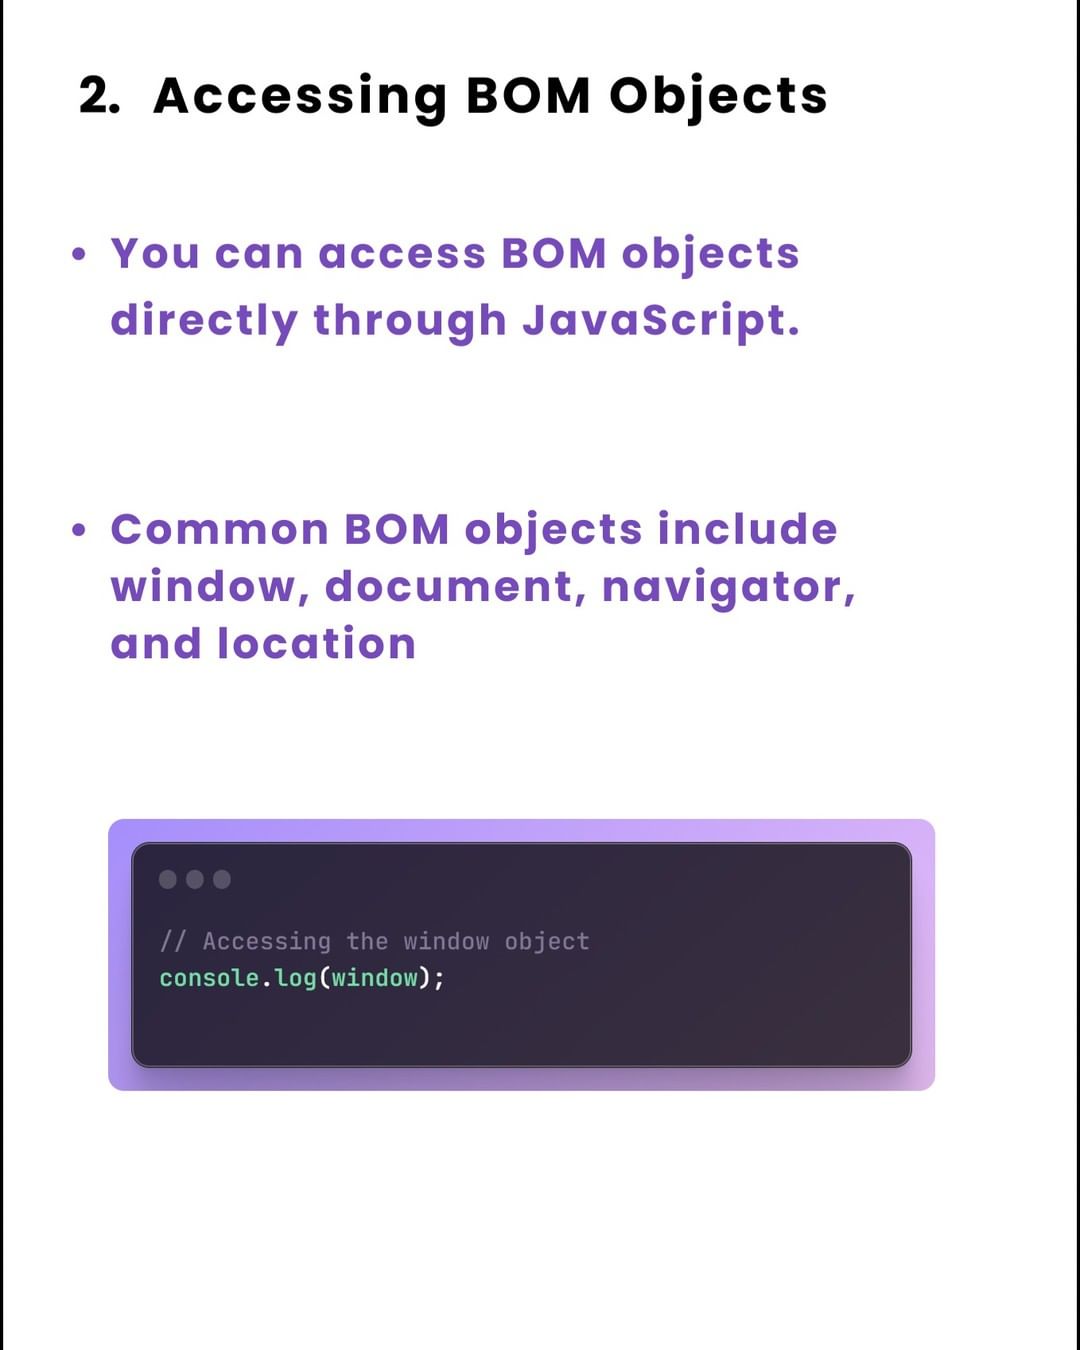 2. Accessing BOM Objects
• You can access BOM objects
directly through JavaScript.
• Common BOM objects include
window, document, navigator,
and location
// Accessing the window object
console.log(window);